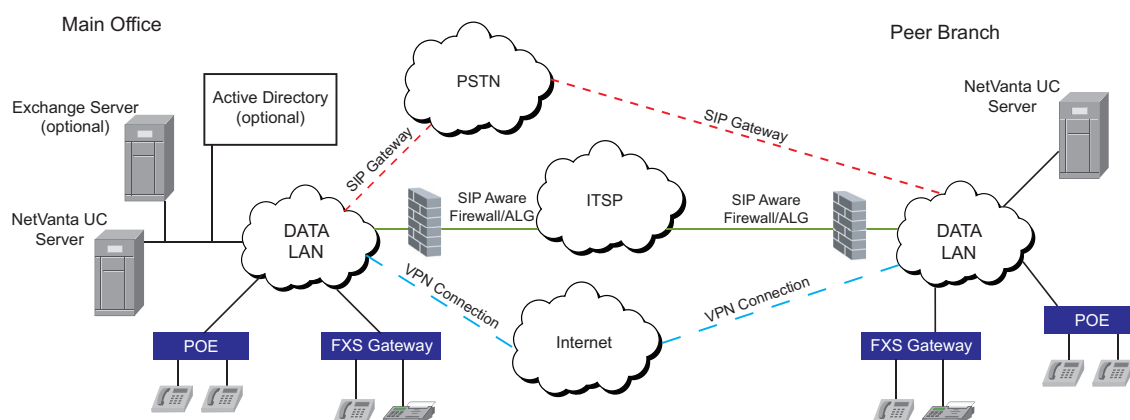 Main Office
Peer Branch
PSTN
Exchange Server
(optional)
Active Directory
(optional)
NetVanta UC
Server
SIP Gateway
SIP Gateway
NetVanta UC
Server
DATA
LAN
SIP Aware
Firewall/ALG
ITSP
SIP Aware
Firewall/ALG
DATA
LAN
VPN Connection
VPN Connection
Internet
POE
FXS Gateway
FXS Gateway
POE